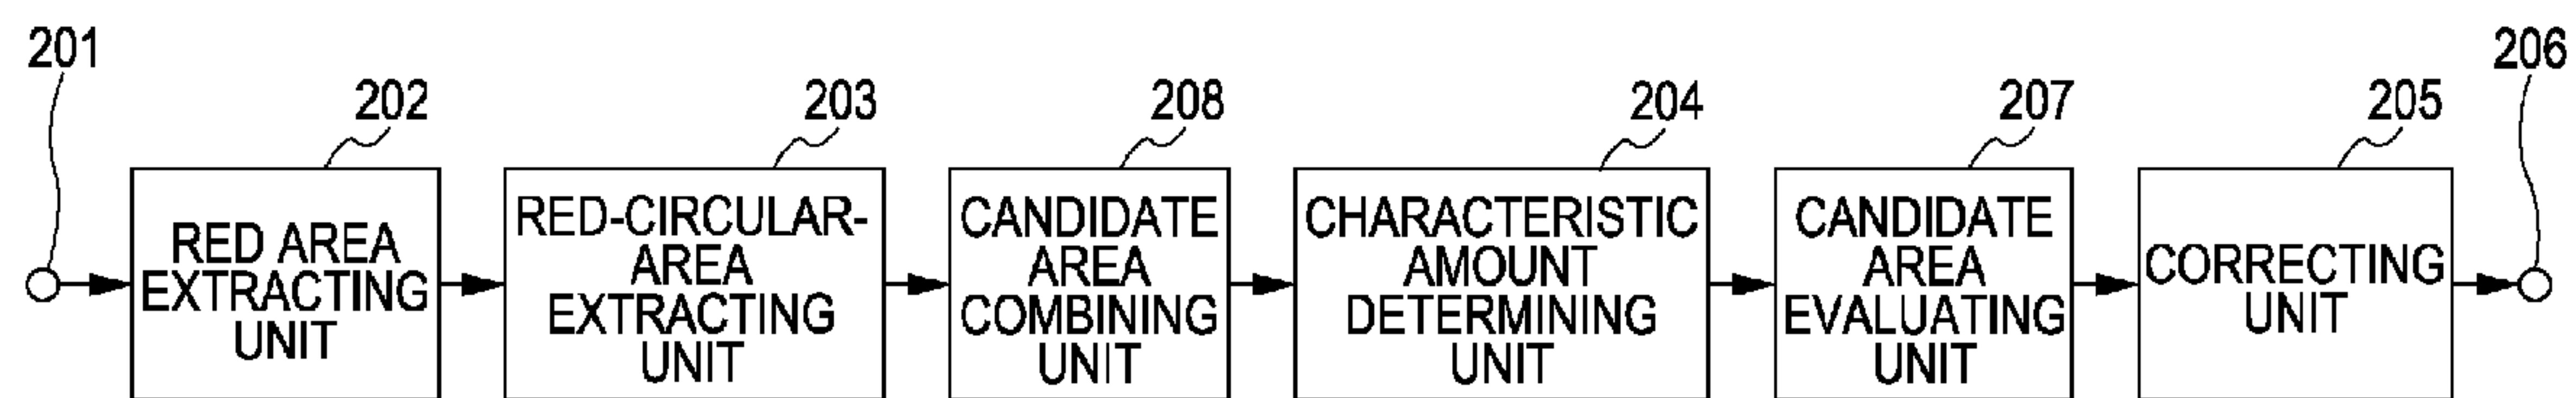 201
206
202
203
208
204
207
205
RED AREA
EXTRACTING
UNIT
RED-CIRCULAR-
AREA
EXTRACTING
UNIT
CANDIDATE
AREA
COMBINING
UNIT
CHARACTERISTIC
AMOUNT
DETERMINING
UNIT
CANDIDATE
AREA
EVALUATING
UNIT
CORRECTING
UNIT